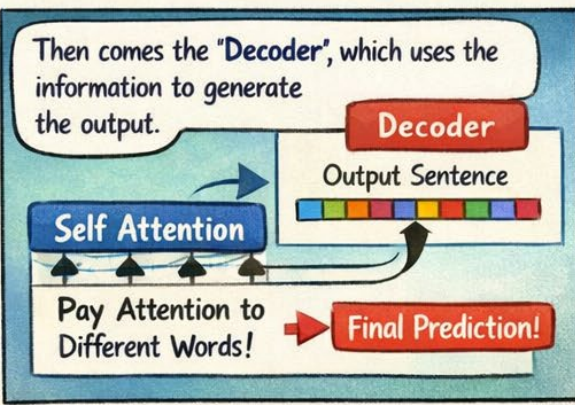 Then comes the "Decoder", which uses the
information to generate
the output.
Decoder
Output Sentence
Self Attention
Pay Attention to
Different Words!
Final Prediction!